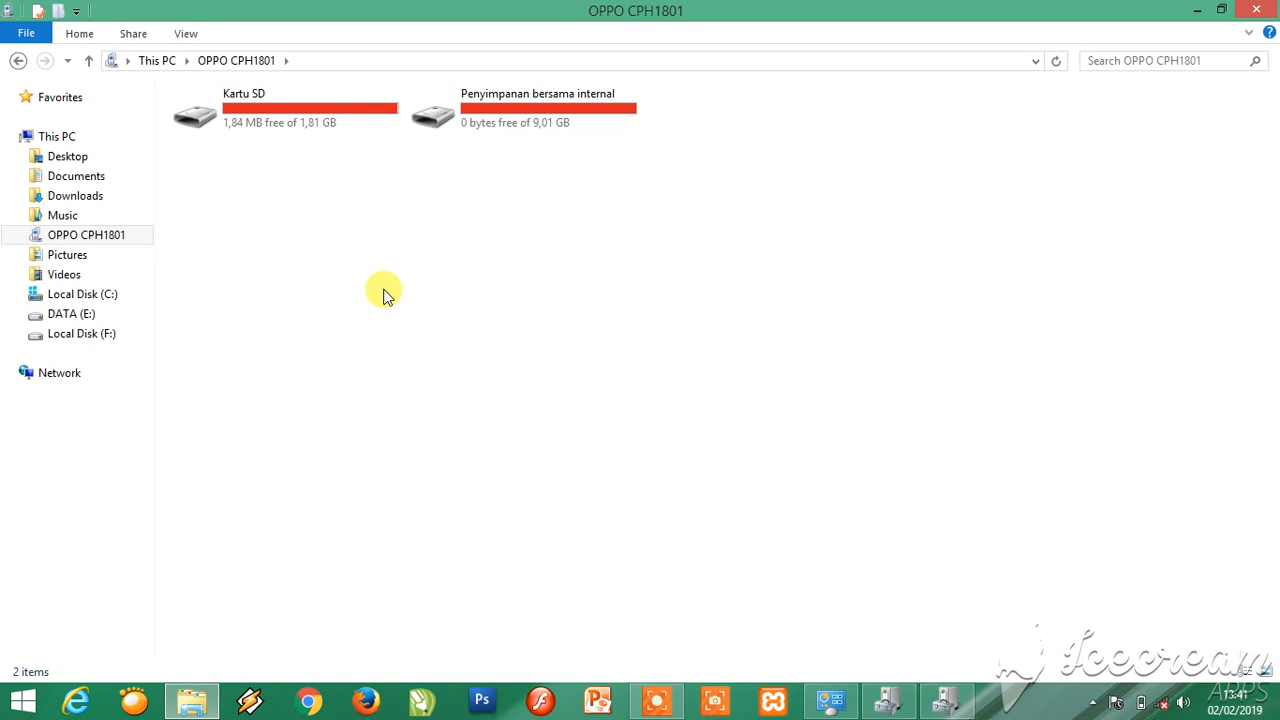 OPPO CPH1801
File Home Share View
This PC OPPO CPH1801
Search OPPO CPH1801
Favorites
This PC
Desktop
Documents
Downloads
Music
OPPO CPH1801
Pictures
Videos
Local Disk (C:)
DATA (E:)
Local Disk (F:)
Network
Kartu SD
1,84 MB free of 1,81 GB
Penyimpanan bersama internal
0 bytes free of 9,01 GB
2 items
Icecream
APPS
Ps
13:41
02/02/2019